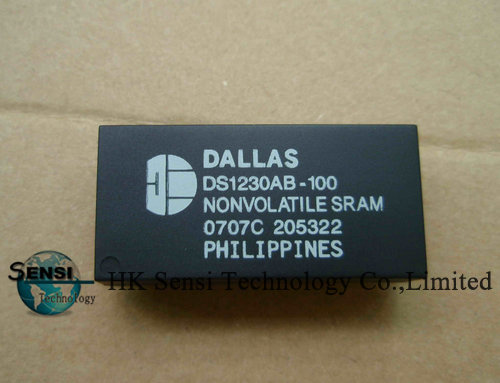 DALLAS
DS1230AB-100
NONVOLATILE SRAM
0707C 205322
PHILIPPINES
SENSI
Technology
HK Sensi Technology Co.,Limited